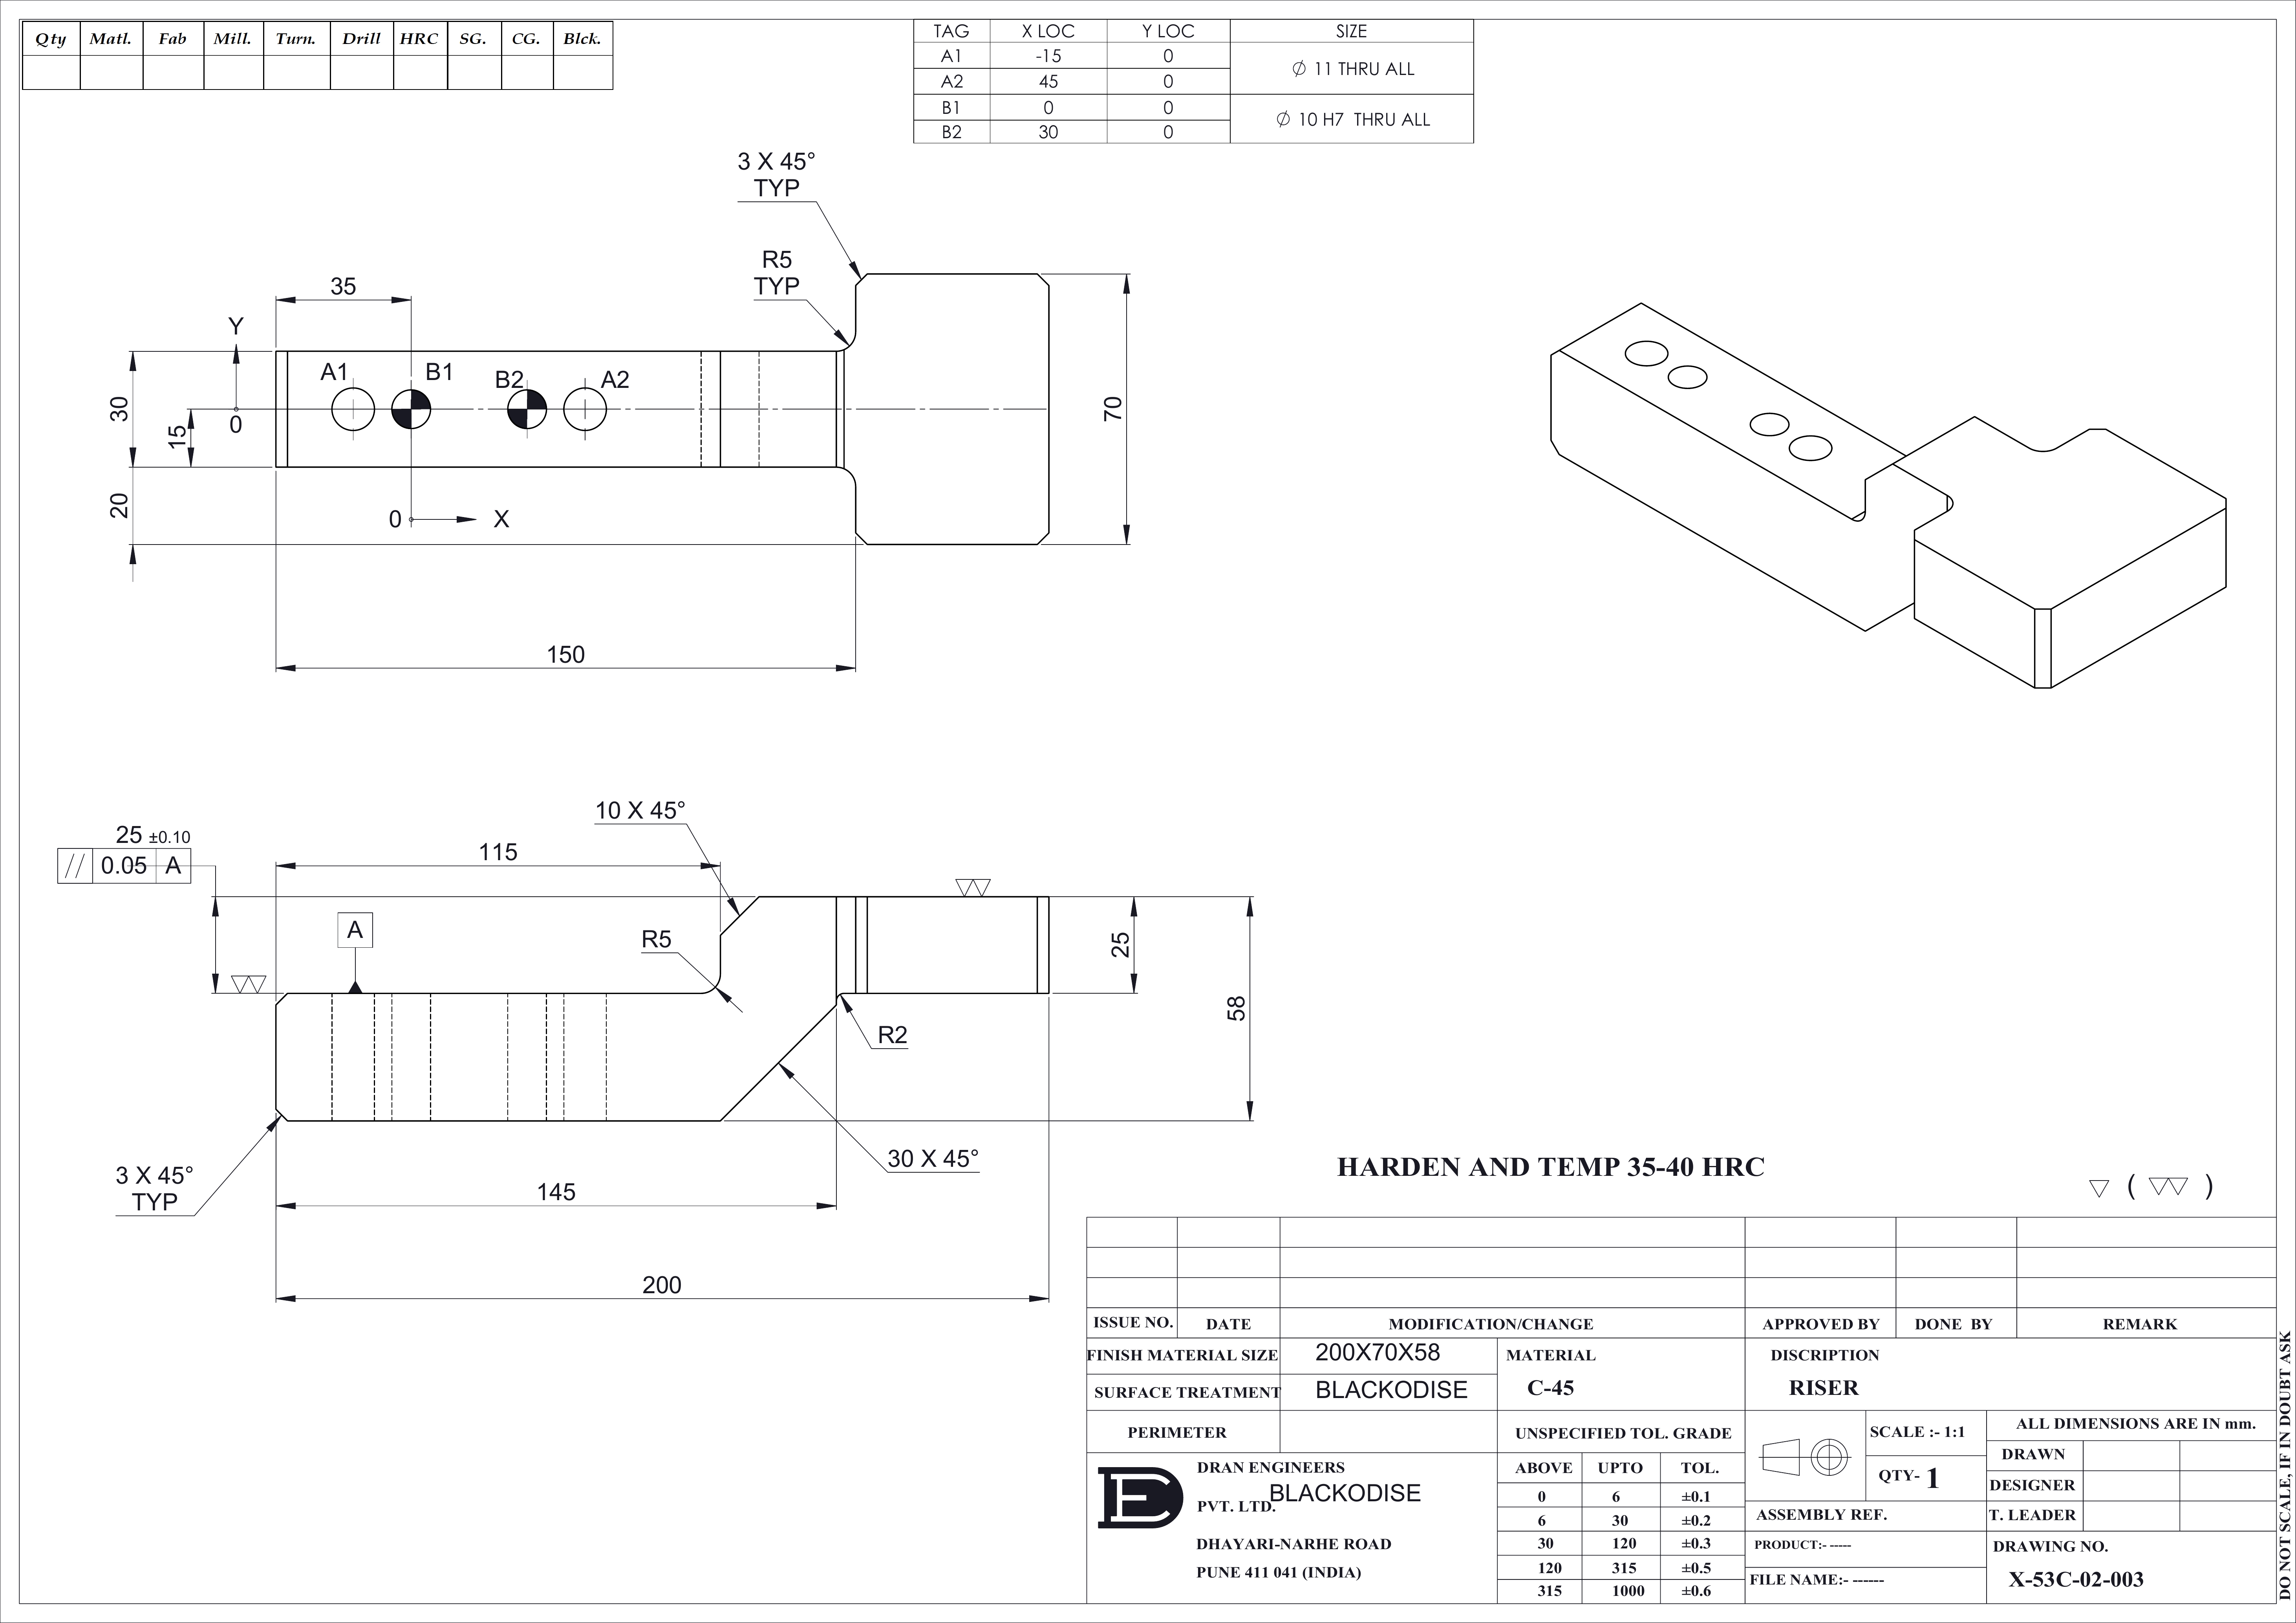 Qty Matl. Fab Mill. Turn. Drill HRC SG. CG. Blck.
TAG X LOC Y LOC SIZE
A1 -15 0 ⌀ 11 THRU ALL
A2 45 0
B1 0 0 ⌀ 10 H7 THRU ALL
B2 30 0
3 X 45°
TYP
R5
TYP
35
Y
A1 B1 B2 A2
30
15
0
20
0 X
70
150
10 X 45°
25 ±0.10
// 0.05 A
115
A
R5
25
58
R2
3 X 45°
TYP
30 X 45°
145
200
HARDEN AND TEMP 35-40 HRC
( )
ISSUE NO. DATE MODIFICATION/CHANGE APPROVED BY DONE BY REMARK
FINISH MATERIAL SIZE 200X70X58 MATERIAL DISCRIPTION
SURFACE TREATMENT BLACKODISE C-45 RISER
PERIMETER UNSPECIFIED TOL. GRADE SCALE :- 1:1 ALL DIMENSIONS ARE IN mm.
DRAN ENGINEERS
PVT. LTD.
BLACKODISE
DHAYARI-NARHE ROAD
PUNE 411 041 (INDIA)
ABOVE UPTO TOL.
0 6 ±0.1
6 30 ±0.2
30 120 ±0.3
120 315 ±0.5
315 1000 ±0.6
QTY- 1
DRAWN
DESIGNER
T. LEADER
ASSEMBLY REF.
PRODUCT:- -----
FILE NAME:- ------
DRAWING NO.
X-53C-02-003
DO NOT SCALE, IF IN DOUBT ASK